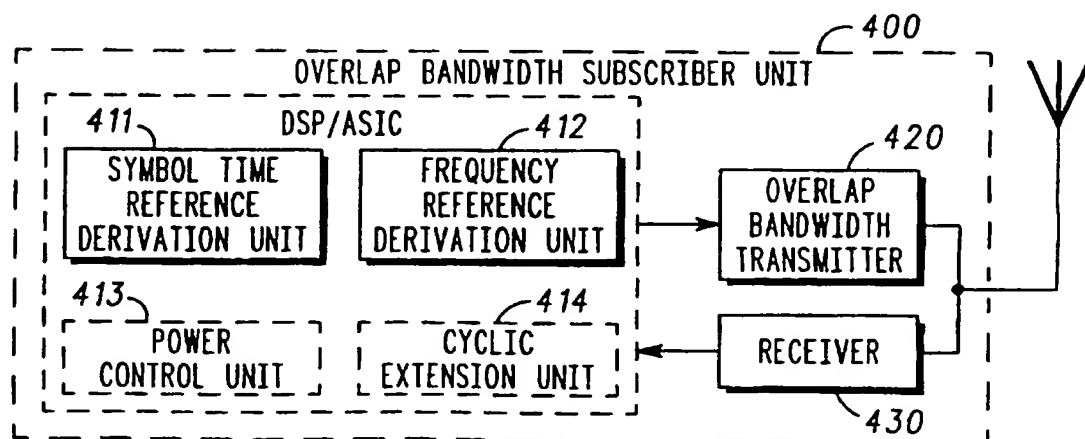 400
OVERLAP BANDWIDTH SUBSCRIBER UNIT
DSP/ASIC
411
SYMBOL TIME
REFERENCE
DERIVATION UNIT
412
FREQUENCY
REFERENCE
DERIVATION UNIT
420
OVERLAP
BANDWIDTH
TRANSMITTER
413
POWER
CONTROL UNIT
414
CYCLIC
EXTENSION UNIT
RECEIVER
430